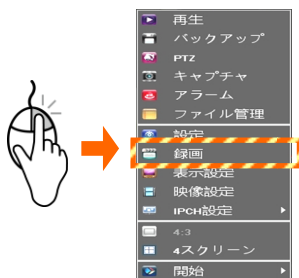 再生
バックアップ
PTZ
キャプチャ
アラーム
ファイル管理
設定
録画
表示設定
映像設定
IPCH設定
4:3
4スクリーン
開始